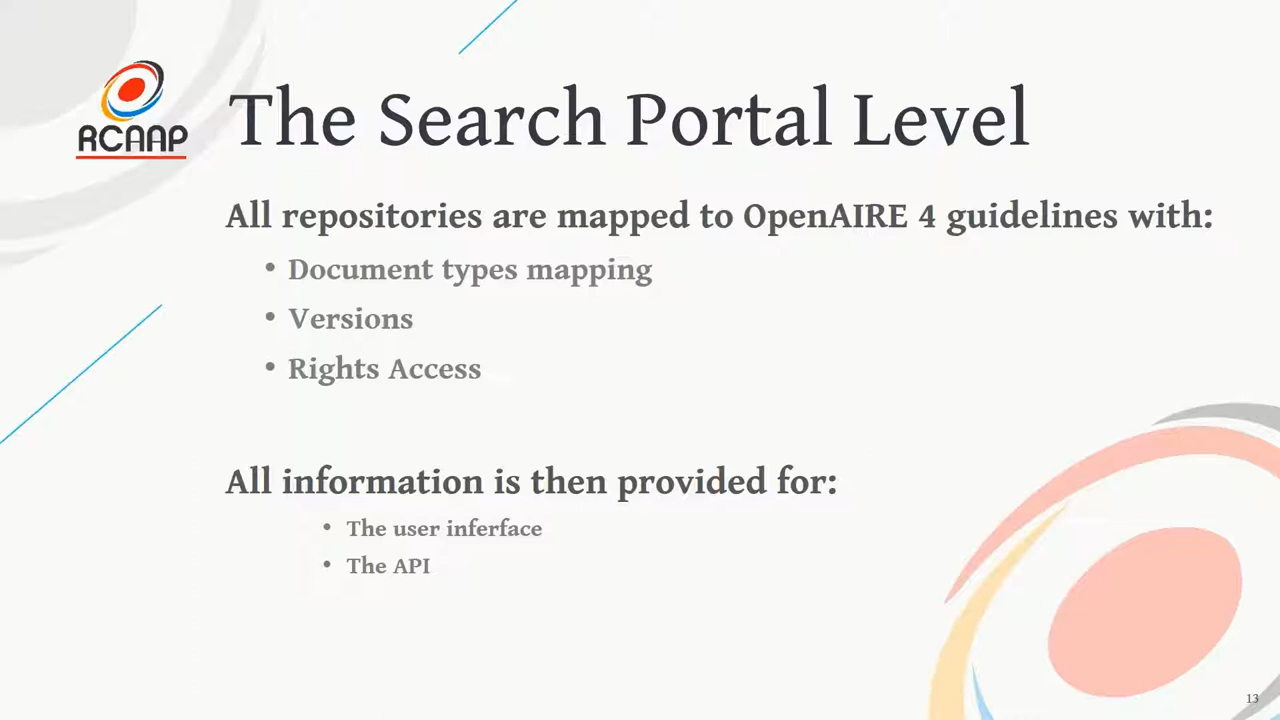 RCAAP
The Search Portal Level
All repositories are mapped to OpenAIRE 4 guidelines with:
• Document types mapping
• Versions
• Rights Access
All information is then provided for:
• The user inferface
• The API
13